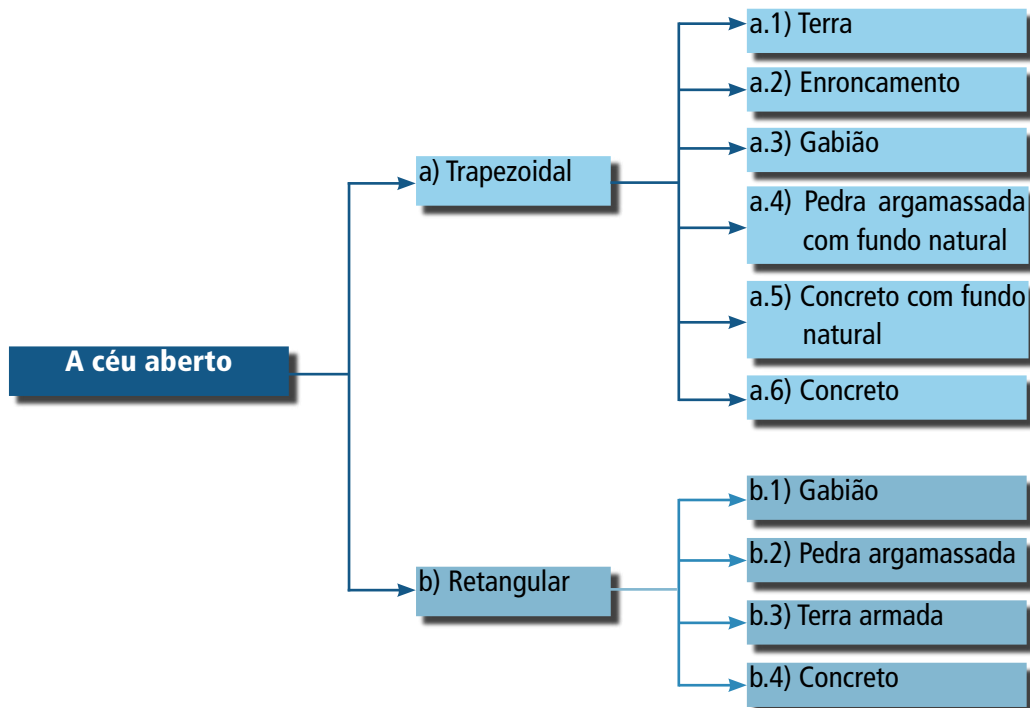 a.1) Terra
a.2) Enroncamento
a.3) Gabião
a) Trapezoidal
a.4) Pedra argamassada
com fundo natural
a.5) Concreto com fundo
natural
A céu aberto
a.6) Concreto
b.1) Gabião
b.2) Pedra argamassada
b) Retangular
b.3) Terra armada
b.4) Concreto